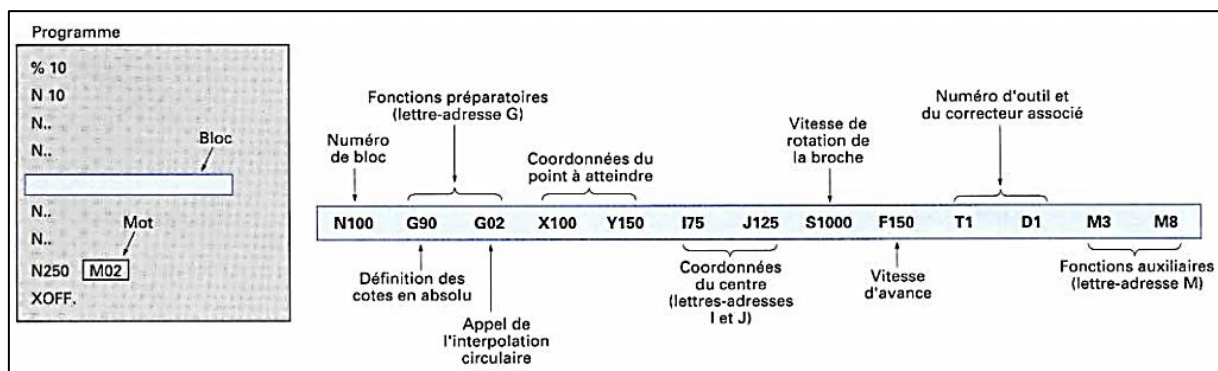 Programme
% 10
N 10
N..
N..
Bloc
N..
N..
Mot
N250 M02
XOFF.
Numéro
de bloc
Fonctions préparatoires
(lettre-adresse G)
Coordonnées du
point à atteindre
Vitesse de
rotation de
la broche
Numéro d'outil et
du correcteur associé
N100 G90 G02 X100 Y150 I75 J125 S1000 F150 T1 D1 M3 M8
Définition des
cotes en absolu
Appel de
l'interpolation
circulaire
Coordonnées
du centre
(lettres-adresses
I et J)
Vitesse
d'avance
Fonctions auxiliaires
(lettre-adresse M)